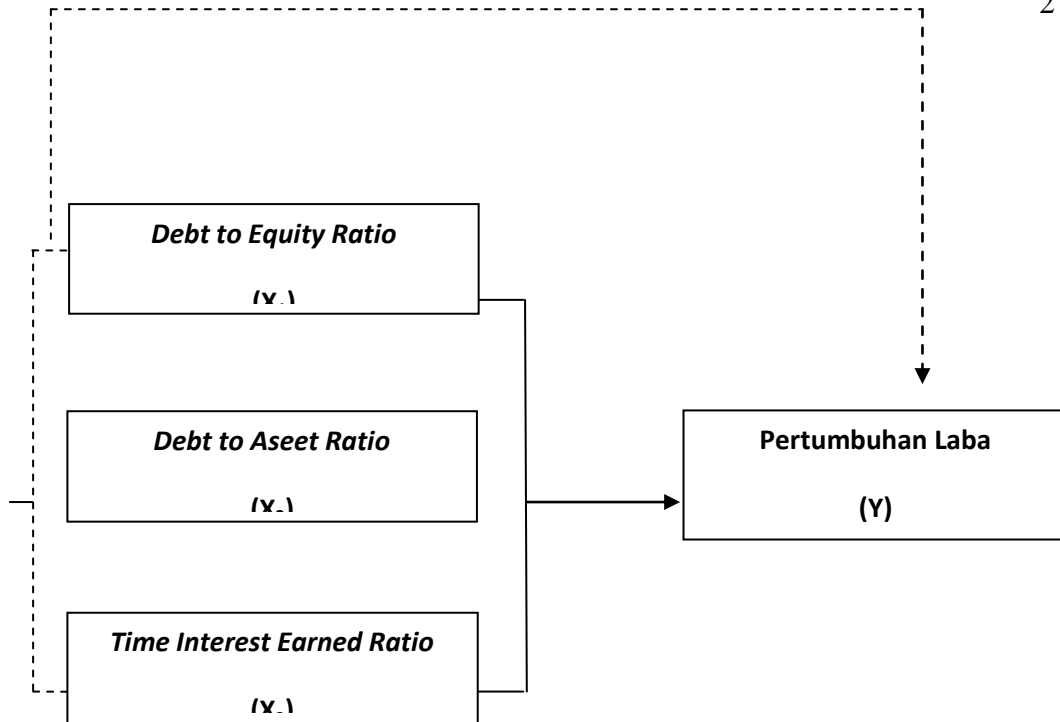 2
Debt to Equity Ratio
(X
Debt to Aseet Ratio
(X
Pertumbuhan Laba
(Y)
Time Interest Earned Ratio
(X